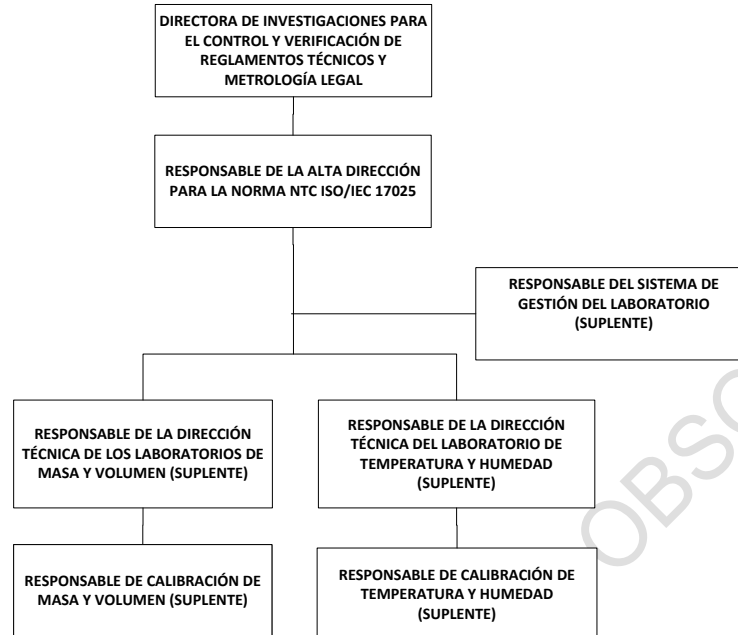 DIRECTORA DE INVESTIGACIONES PARA
EL CONTROL Y VERIFICACIÓN DE
REGLAMENTOS TÉCNICOS Y
METROLOGÍA LEGAL
RESPONSABLE DE LA ALTA DIRECCIÓN
PARA LA NORMA NTC ISO/IEC 17025
RESPONSABLE DEL SISTEMA DE
GESTIÓN DEL LABORATORIO
(SUPLENTE)
RESPONSABLE DE LA DIRECCIÓN
TÉCNICA DE LOS LABORATORIOS DE
MASA Y VOLUMEN (SUPLENTE)
RESPONSABLE DE LA DIRECCIÓN
TÉCNICA DEL LABORATORIO DE
TEMPERATURA Y HUMEDAD
(SUPLENTE)
RESPONSABLE DE CALIBRACIÓN DE
MASA Y VOLUMEN (SUPLENTE)
RESPONSABLE DE CALIBRACIÓN DE
TEMPERATURA Y HUMEDAD
(SUPLENTE)